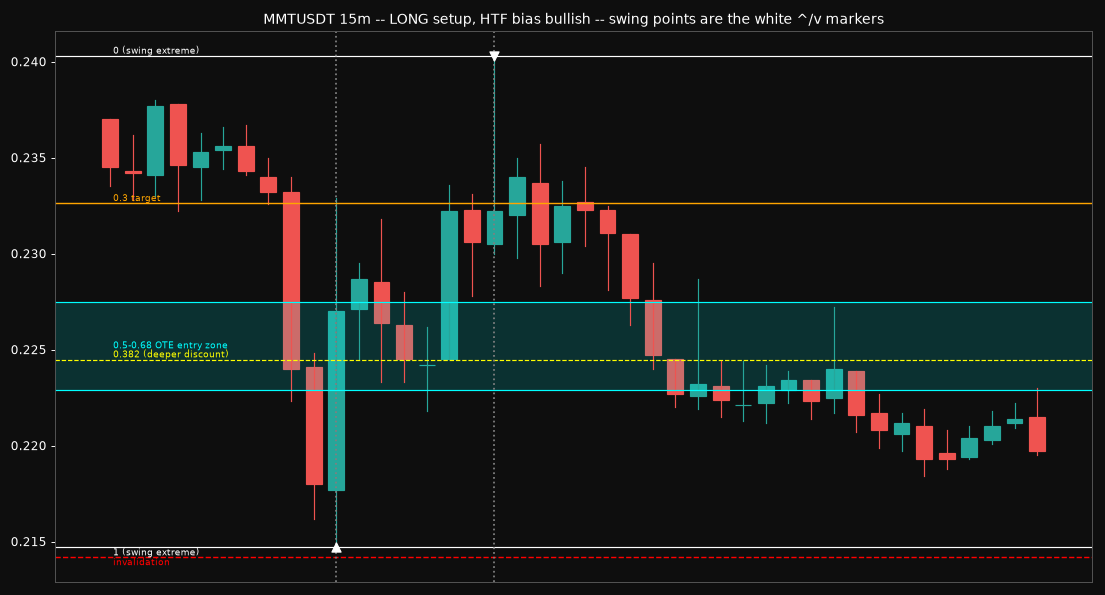 MMTUSDT 15m -- LONG setup, HTF bias bullish -- swing points are the white ^/v markers
0 (swing extreme)
0.240
0.235
0.3 target
0.230
0.5-0.68 OTE entry zone
0.225
0.382 (deeper discount)
0.220
0.215
1 (swing extreme)
invalidation